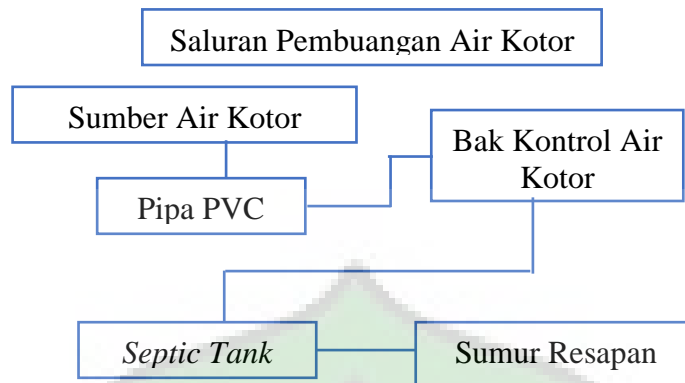 Saluran Pembuangan Air Kotor
Sumber Air Kotor
Bak Kontrol Air
Kotor
Pipa PVC
Septic Tank
Sumur Resapan